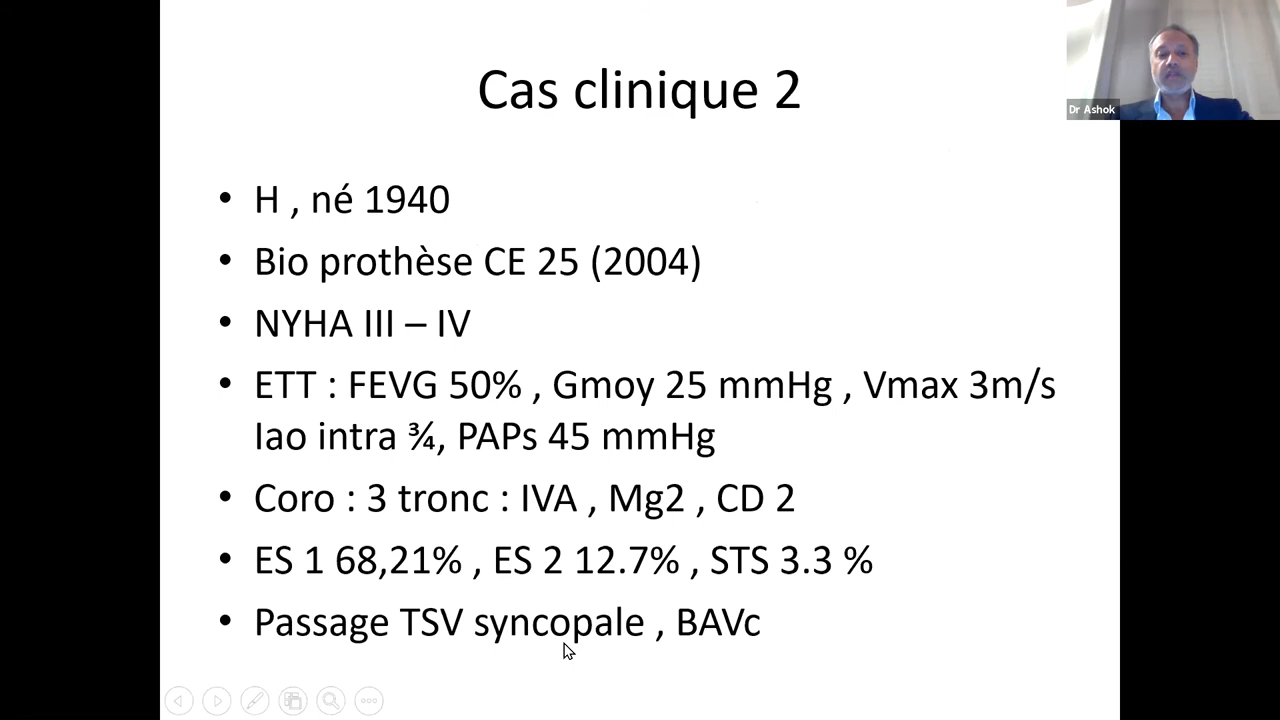 Cas clinique 2
Dr Ashok
• H , né 1940
• Bio prothèse CE 25 (2004)
• NYHA III – IV
• ETT : FEVG 50% , Gmoy 25 mmHg , Vmax 3m/s
Iao intra ¾, PAPs 45 mmHg
• Coro : 3 tronc : IVA , Mg2 , CD 2
• ES 1 68,21% , ES 2 12.7% , STS 3.3 %
• Passage TSV syncopale , BAVc